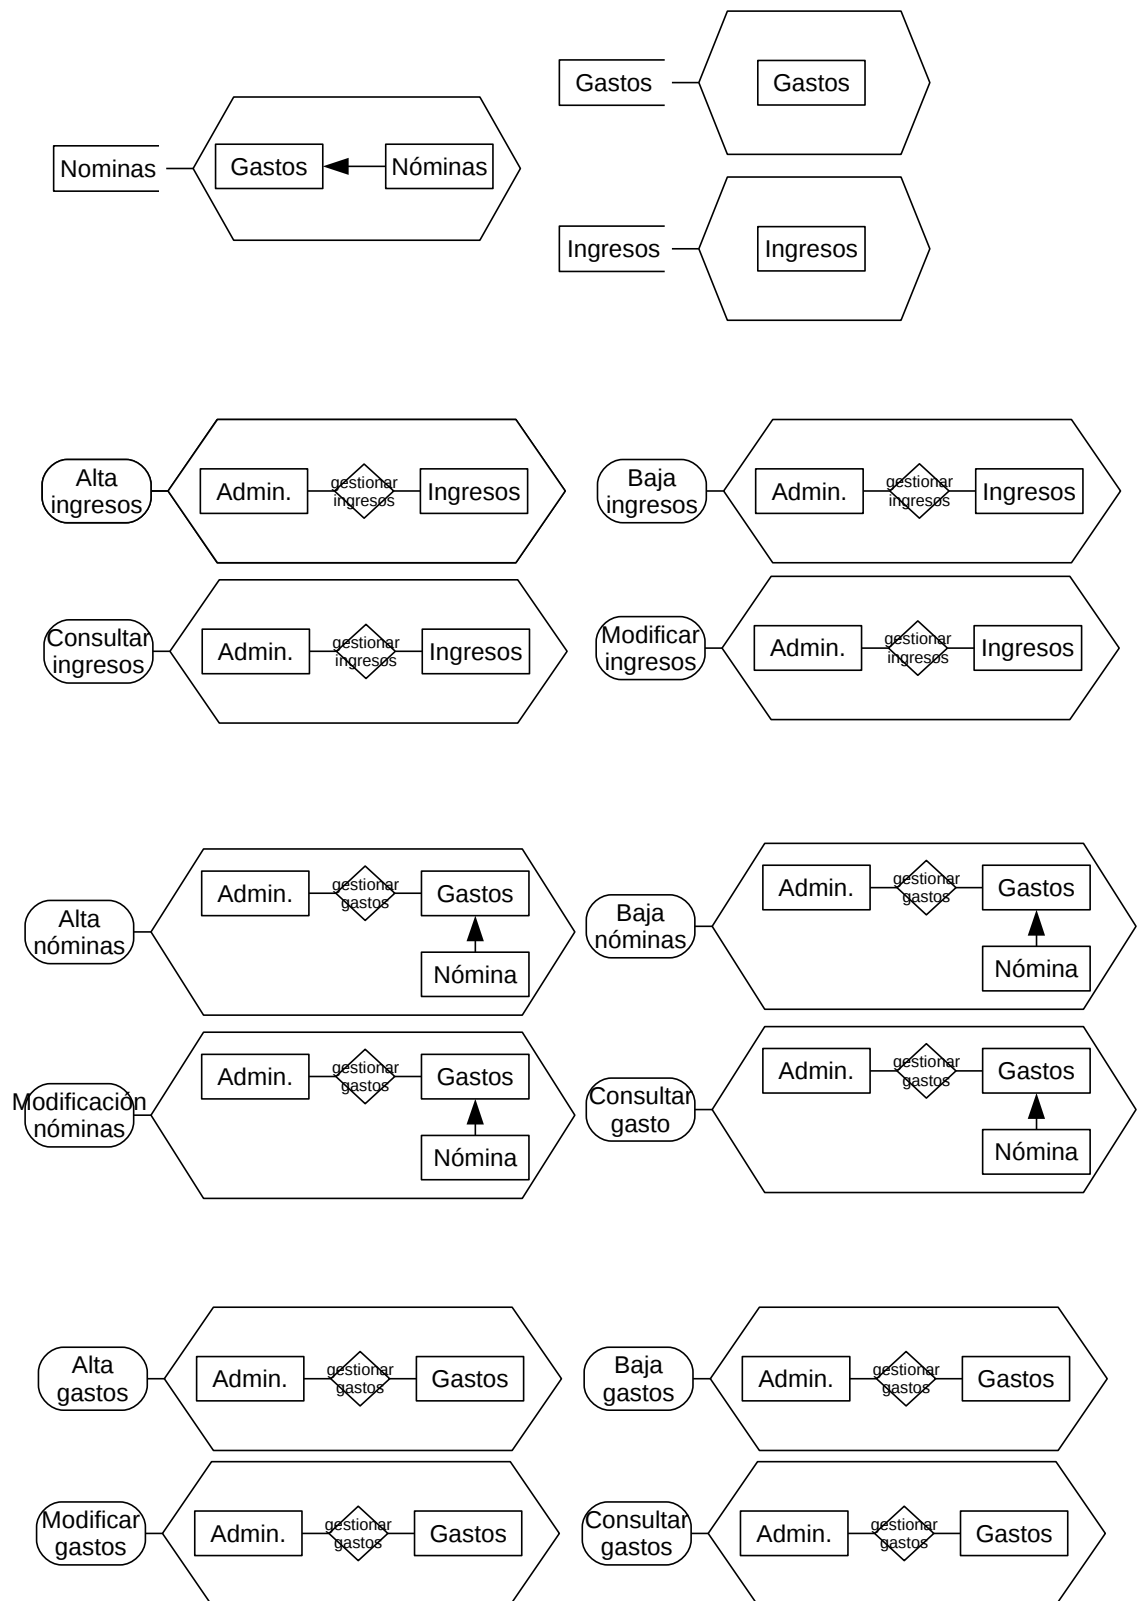 Gastos
Gastos
Nominas
Gastos
Nóminas
Ingresos
Ingresos
Alta
ingresos
Admin.
gestionar
ingresos
Ingresos
Baja
ingresos
Admin.
gestionar
ingresos
Ingresos
Consultar
ingresos
Admin.
gestionar
ingresos
Ingresos
Modificar
ingresos
Admin.
gestionar
ingresos
Ingresos
Alta
nóminas
Admin.
gestionar
gastos
Gastos
Nómina
Baja
nóminas
Admin.
gestionar
gastos
Gastos
Nómina
Modificación
nóminas
Admin.
gestionar
gastos
Gastos
Nómina
Consultar
gasto
Admin.
gestionar
gastos
Gastos
Nómina
Alta
gastos
Admin.
gestionar
gastos
Gastos
Baja
gastos
Admin.
gestionar
gastos
Gastos
Modificar
gastos
Admin.
gestionar
gastos
Gastos
Consultar
gastos
Admin.
gestionar
gastos
Gastos